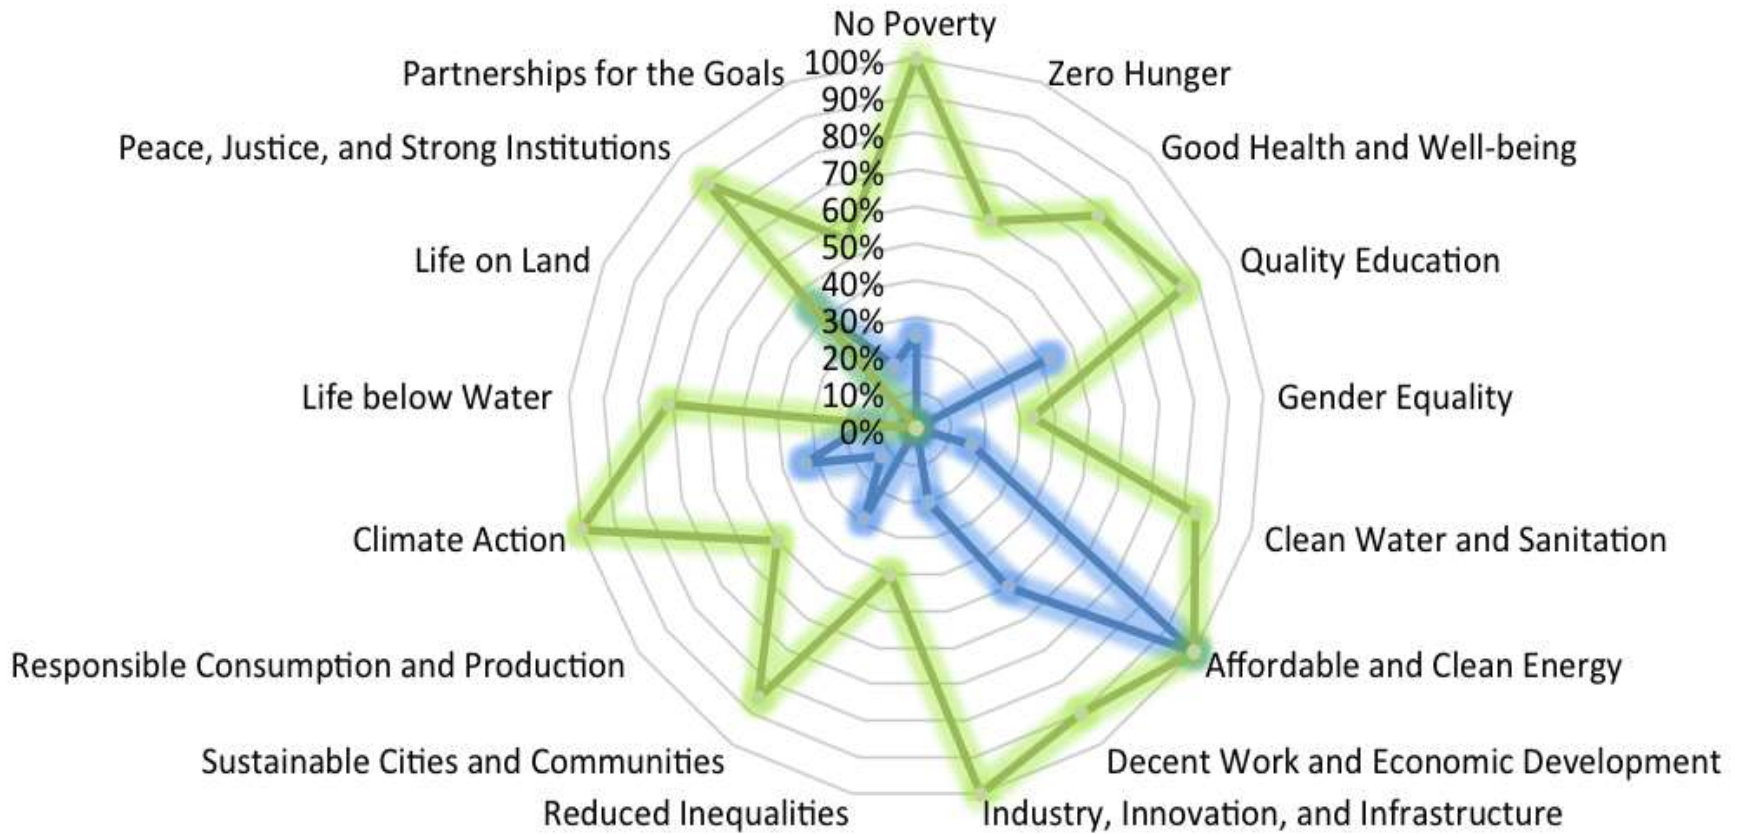 No Poverty
Zero Hunger
Good Health and Well-being
Quality Education
Gender Equality
Clean Water and Sanitation
Affordable and Clean Energy
Decent Work and Economic Development
Industry, Innovation, and Infrastructure
Reduced Inequalities
Sustainable Cities and Communities
Responsible Consumption and Production
Climate Action
Life below Water
Life on Land
Peace, Justice, and Strong Institutions
Partnerships for the Goals
100%
90%
80%
70%
60%
50%
40%
30%
20%
10%
0%